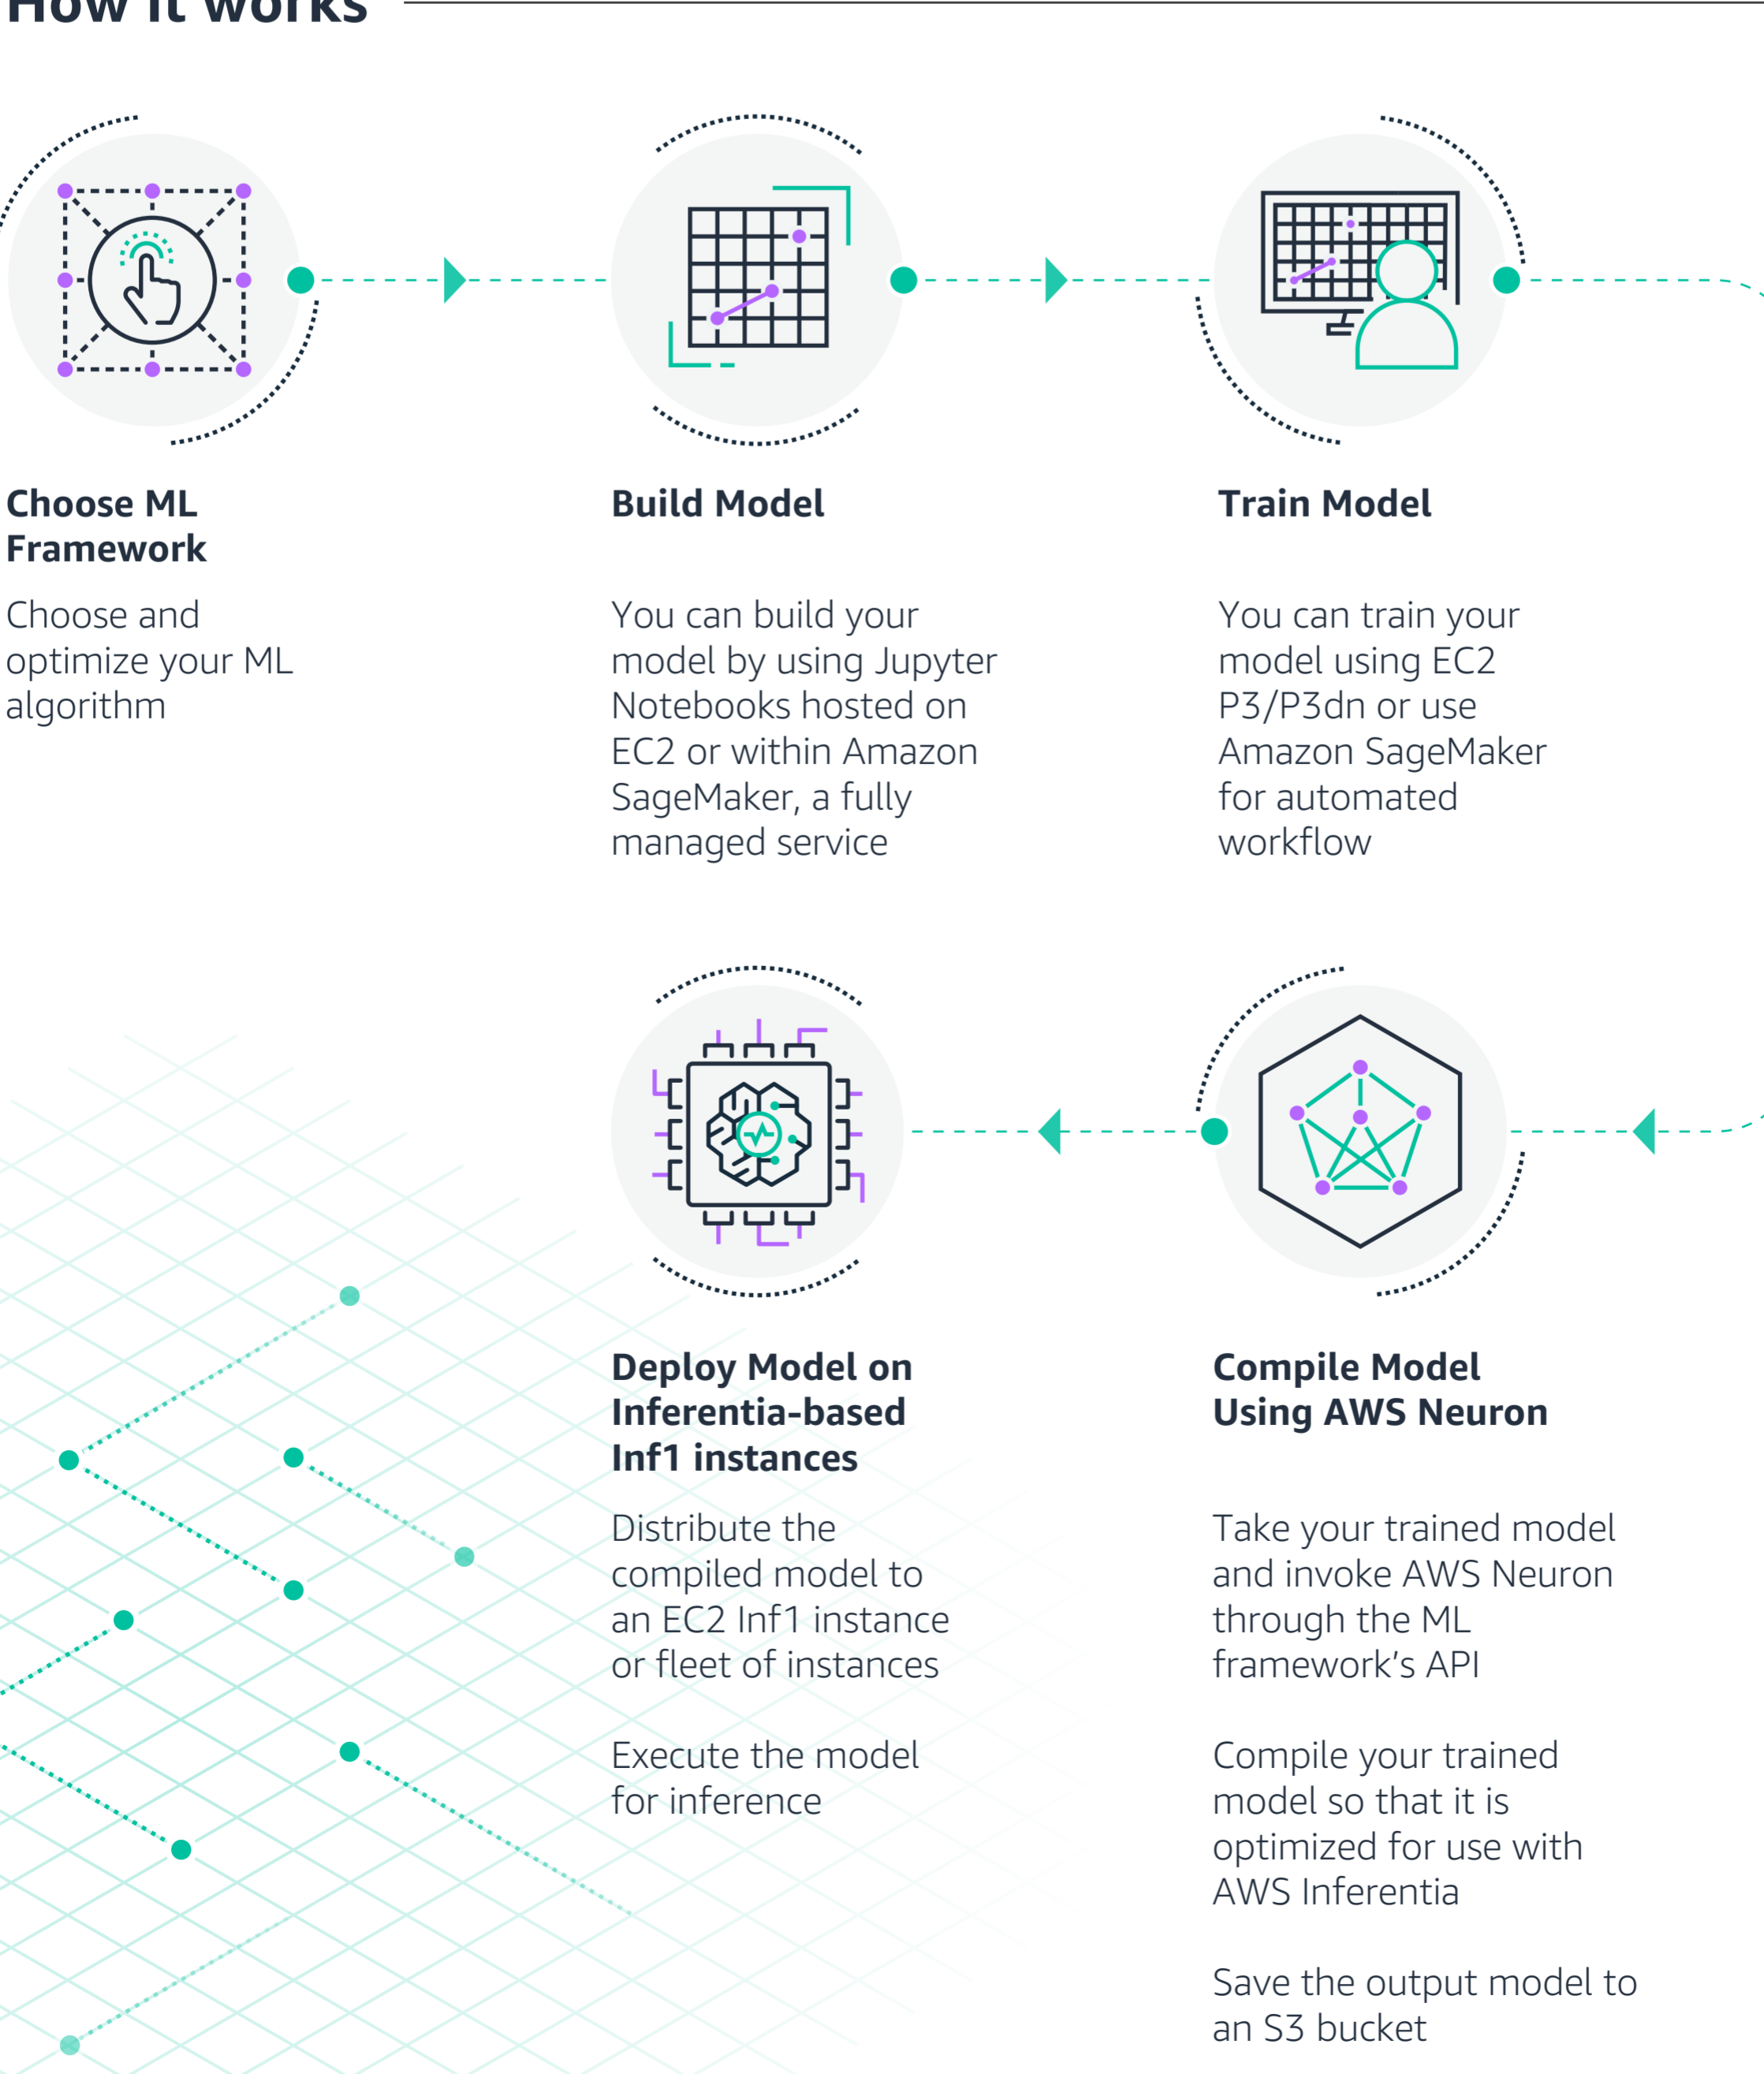 How it works
Choose ML
Framework
Choose and
optimize your ML
algorithm
Build Model
You can build your
model by using Jupyter
Notebooks hosted on
EC2 or within Amazon
SageMaker, a fully
managed service
Train Model
You can train your
model using EC2
P3/P3dn or use
Amazon SageMaker
for automated
workflow
Compile Model
Using AWS Neuron
Take your trained model
and invoke AWS Neuron
through the ML
framework’s API
Compile your trained
model so that it is
optimized for use with
AWS Inferentia
Save the output model to
an S3 bucket
Deploy Model on
Inferentia-based
Inf1 instances
Distribute the
compiled model to
an EC2 Inf1 instance
or fleet of instances
Execute the model
for inference